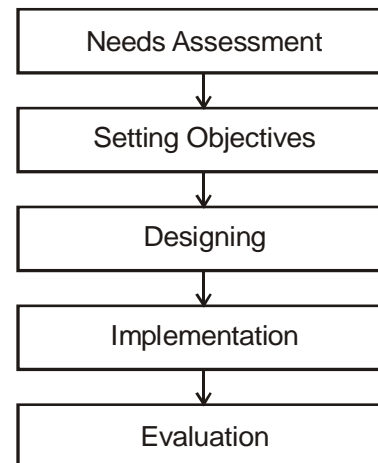 Needs Assessment
Setting Objectives
Designing
Implementation
Evaluation